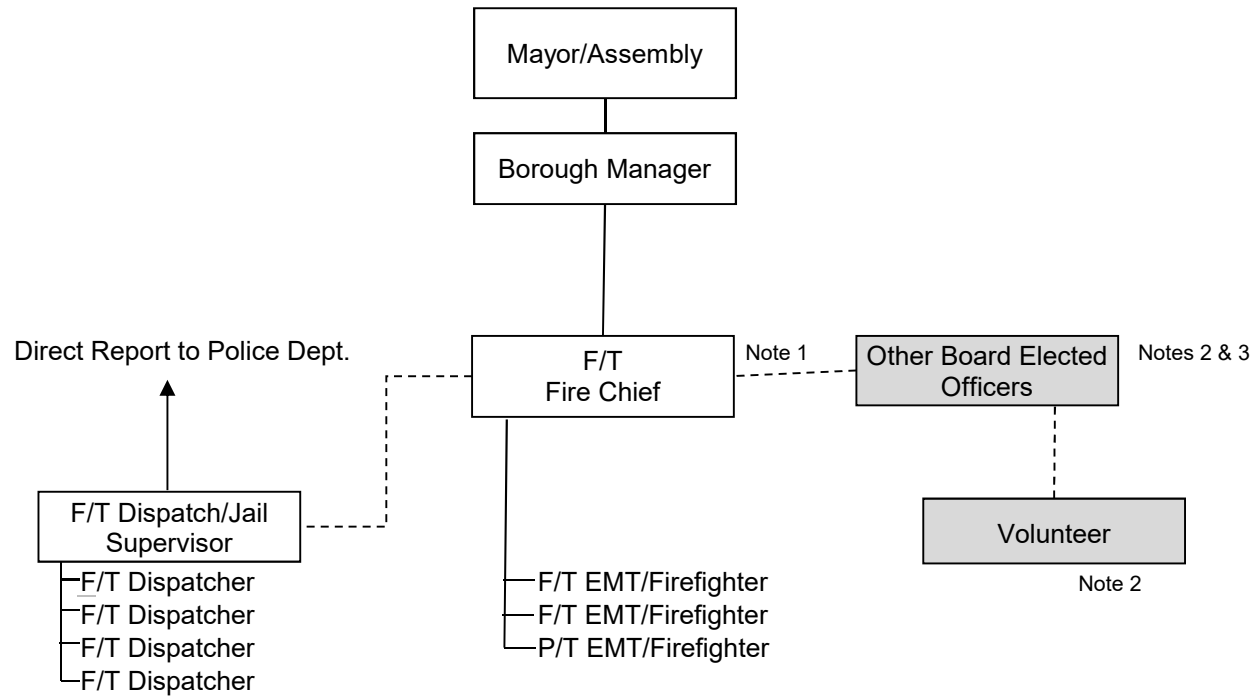 Mayor/Assembly
Borough Manager
Direct Report to Police Dept.
F/T
Fire Chief
Note 1
Other Board Elected
Officers
Notes 2 & 3
F/T Dispatch/Jail
Supervisor
Volunteer
Note 2
F/T Dispatcher
F/T Dispatcher
F/T Dispatcher
F/T Dispatcher
F/T EMT/Firefighter
F/T EMT/Firefighter
P/T EMT/Firefighter